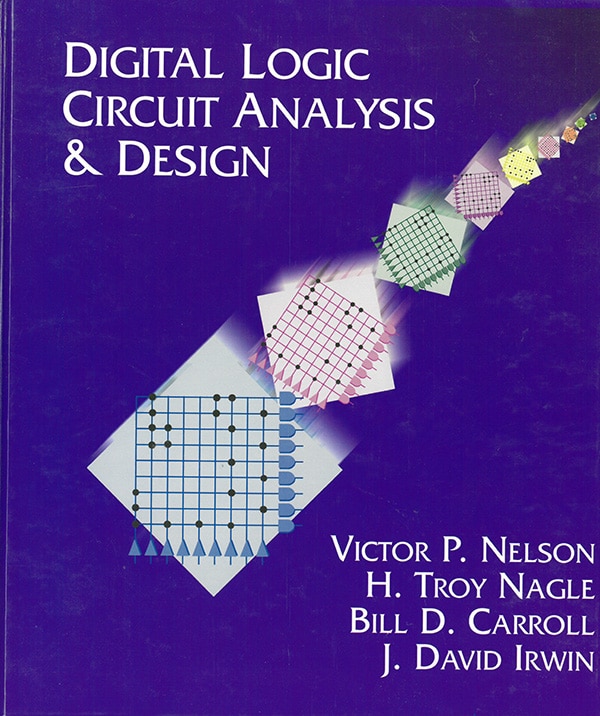 DIGITAL LOGIC
CIRCUIT ANALYSIS
& DESIGN
VICTOR P. NELSON
H. TROY NAGLE
BILL D. CARROLL
J. DAVID IRWIN